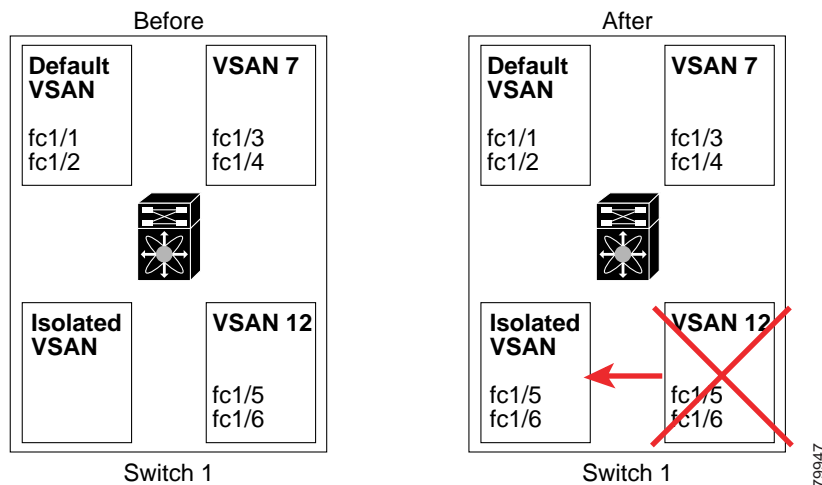 Before
Default
VSAN
fc1/1
fc1/2
VSAN 7
fc1/3
fc1/4
Isolated
VSAN
VSAN 12
fc1/5
fc1/6
Switch 1
After
Default
VSAN
fc1/1
fc1/2
VSAN 7
fc1/3
fc1/4
Isolated
VSAN
fc1/5
fc1/6
VSAN 12
fc1/5
fc1/6
Switch 1
79947